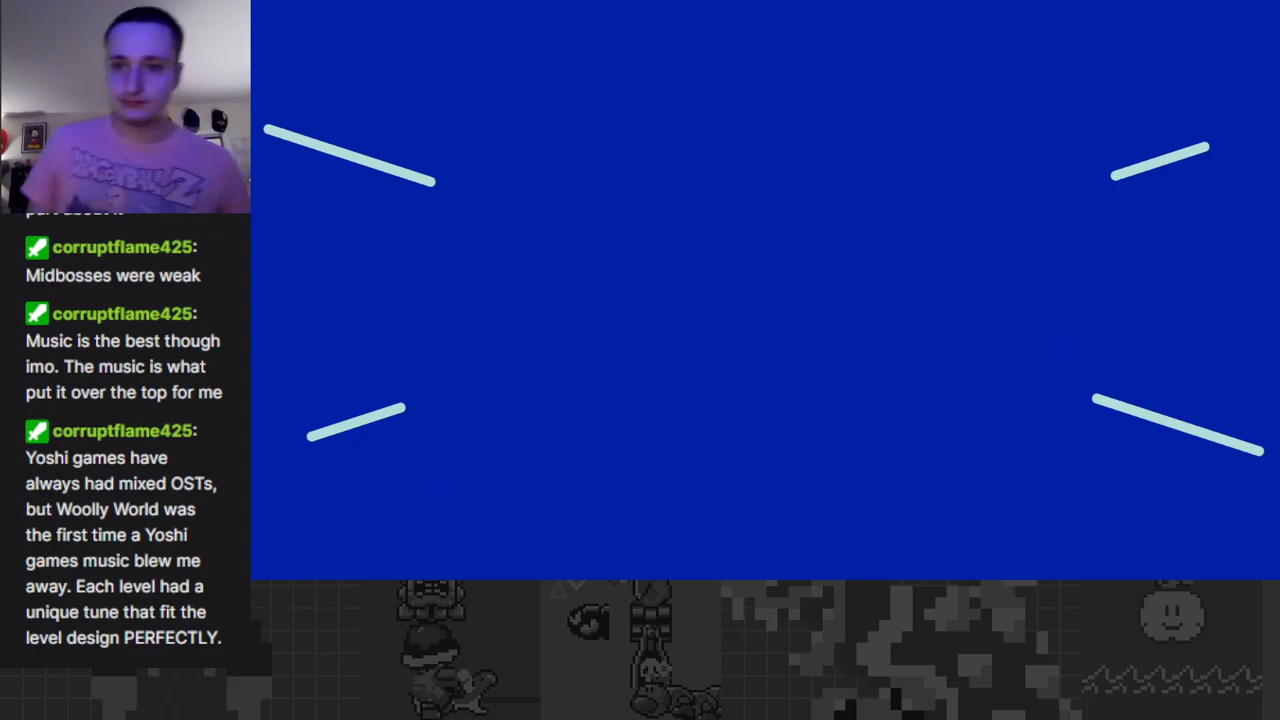 DRAGONBALL Z
corruptflame425:
Midbosses were weak
corruptflame425:
Music is the best though
imo. The music is what
put it over the top for me
corruptflame425:
Yoshi games have
always had mixed OSTs,
but Woolly World was
the first time a Yoshi
games music blew me
away. Each level had a
unique tune that fit the
level design PERFECTLY.